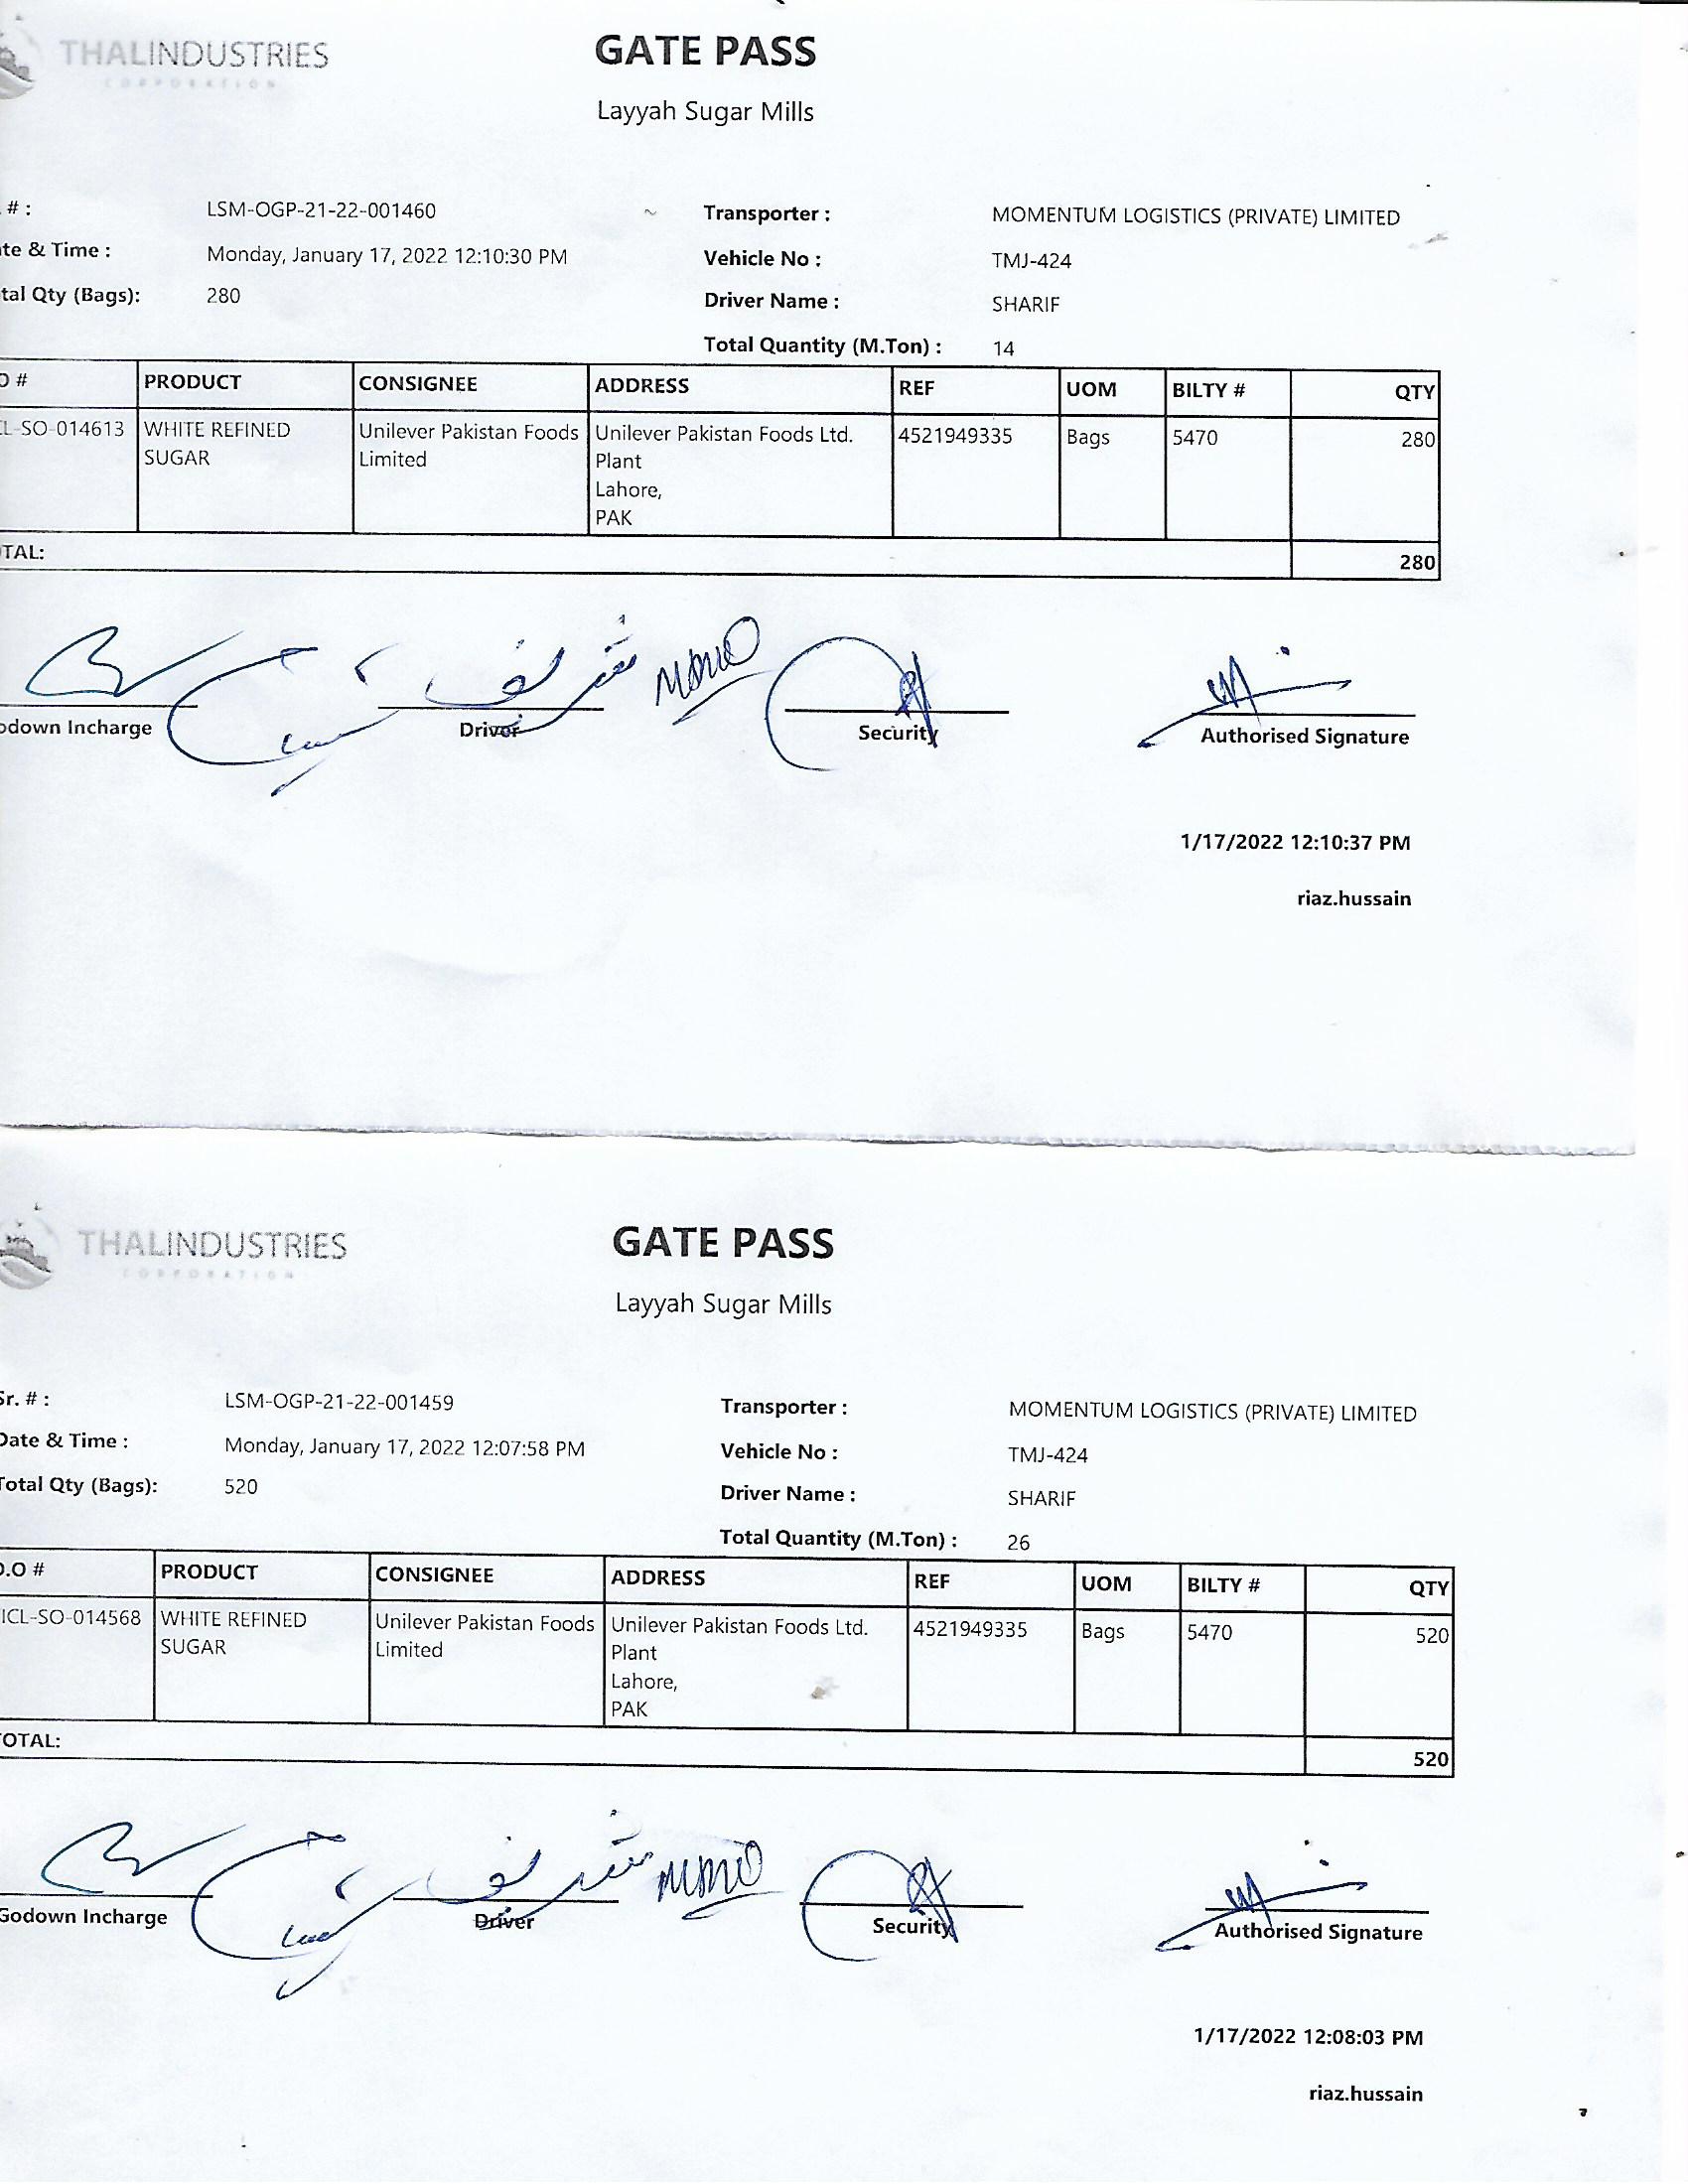 THALINDUSTRIES
CORPORATION
GATE PASS
Layyah Sugar Mills
. # : LSM-OGP-21-22-001460 Transporter : MOMENTUM LOGISTICS (PRIVATE) LIMITED
te & Time : Monday, January 17, 2022 12:10:30 PM Vehicle No : TMJ-424
tal Qty (Bags): 280 Driver Name : SHARIF
Total Quantity (M.Ton) : 14
O # PRODUCT CONSIGNEE ADDRESS REF UOM BILTY # QTY
CL-SO-014613 WHITE REFINED Unilever Pakistan Foods Unilever Pakistan Foods Ltd. 4521949335 Bags 5470 280
SUGAR Limited Plant
Lahore,
PAK
TAL: 280
شریف
odown Incharge Driver Security Authorised Signature
1/17/2022 12:10:37 PM
riaz.hussain
THALINDUSTRIES
CORPORATION
GATE PASS
Layyah Sugar Mills
Sr. # : LSM-OGP-21-22-001459 Transporter : MOMENTUM LOGISTICS (PRIVATE) LIMITED
Date & Time : Monday, January 17, 2022 12:07:58 PM Vehicle No : TMJ-424
Total Qty (Bags): 520 Driver Name : SHARIF
Total Quantity (M.Ton) : 26
D.O # PRODUCT CONSIGNEE ADDRESS REF UOM BILTY # QTY
ICL-SO-014568 WHITE REFINED Unilever Pakistan Foods Unilever Pakistan Foods Ltd. 4521949335 Bags 5470 520
SUGAR Limited Plant
Lahore,
PAK
OTAL: 520
شریف
Godown Incharge Driver Security Authorised Signature
1/17/2022 12:08:03 PM
riaz.hussain